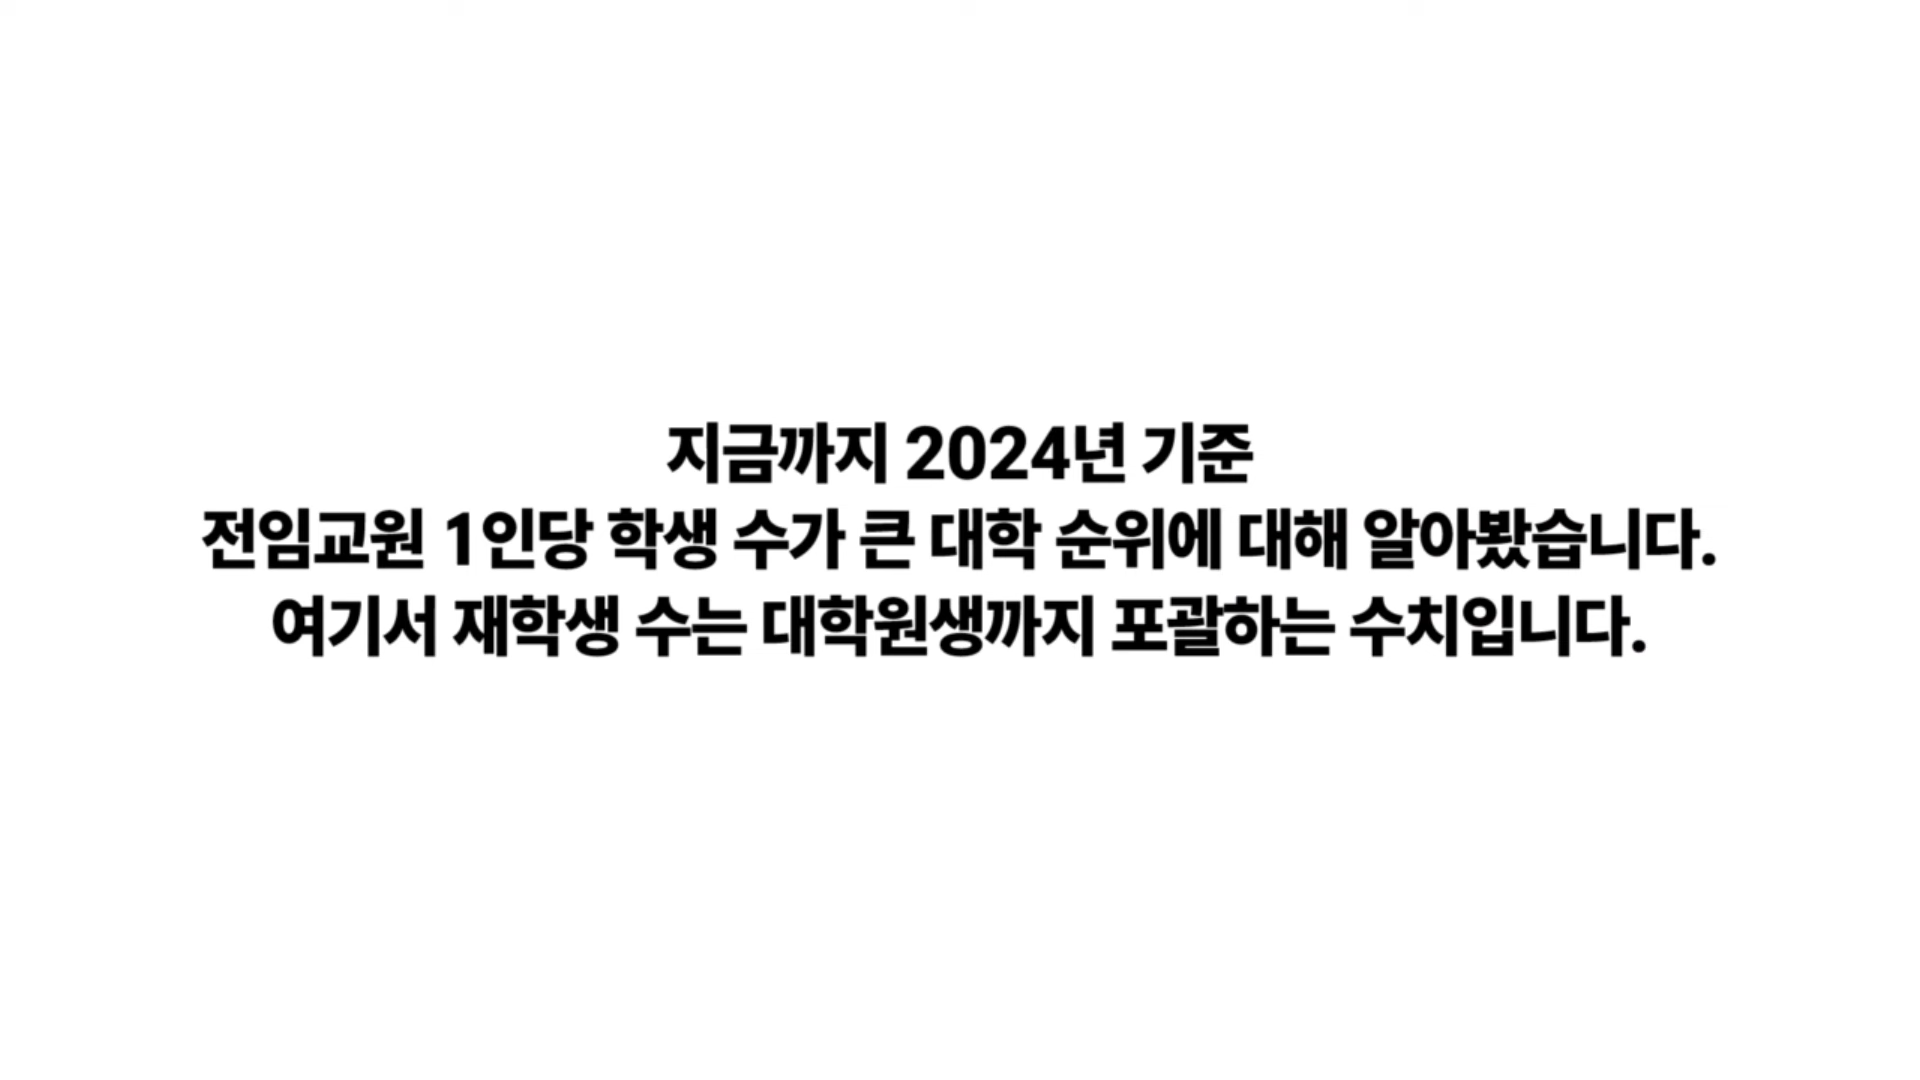 지금까지 2024년 기준
전임교원 1인당 학생 수가 큰 대학 순위에 대해 알아봤습니다.
여기서 재학생 수는 대학원생까지 포괄하는 수치입니다.